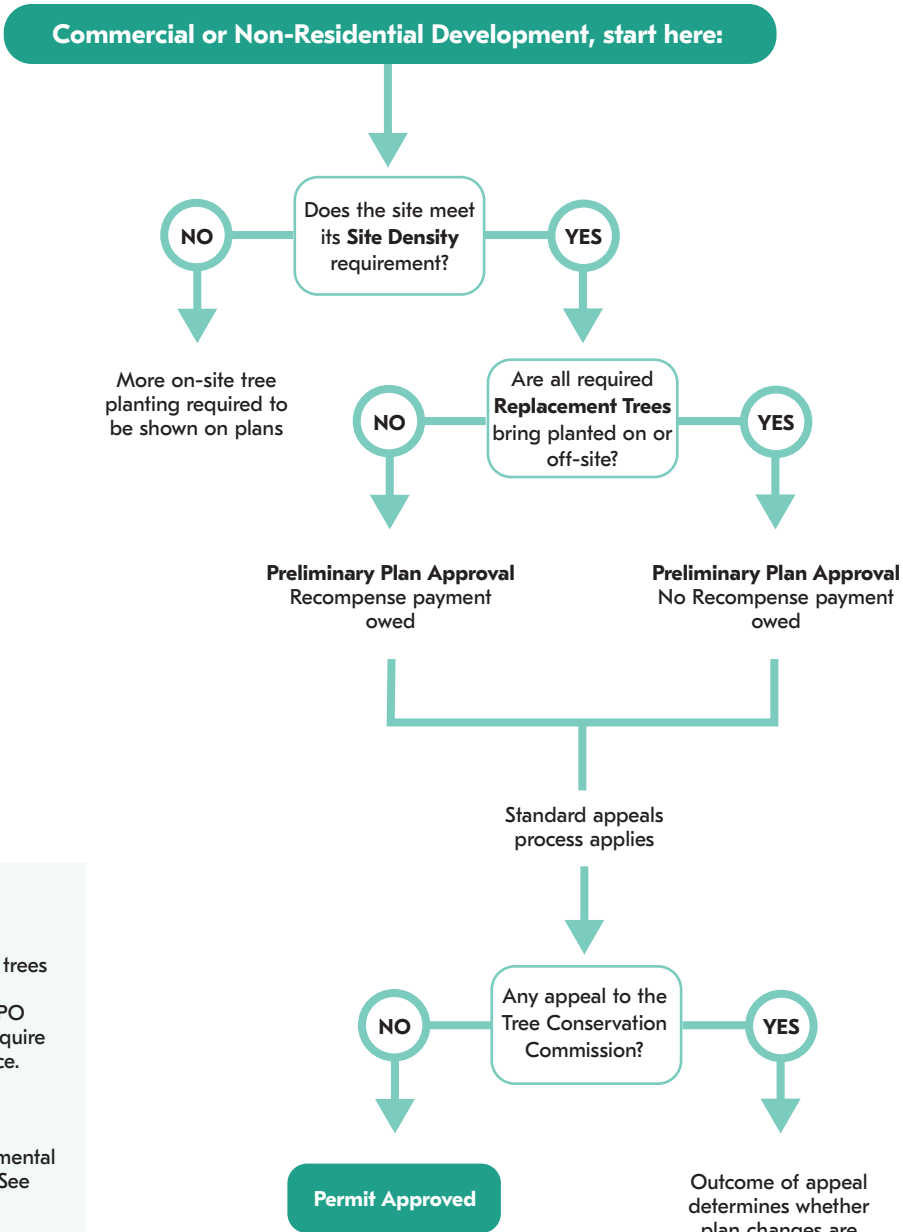 Commercial or Non-Residential Development, start here:
Does the site meet
its Site Density
requirement?
NO
YES
More on-site tree
planting required to
be shown on plans
Are all required
Replacement Trees
bring planted on or
off-site?
NO
YES
Preliminary Plan Approval
Recompense payment
owed
Preliminary Plan Approval
No Recompense payment
owed
Standard appeals
process applies
Any appeal to the
Tree Conservation
Commission?
NO
YES
Permit Approved
Outcome of appeal
determines whether
plan changes are
trees
PO
quire
ce.
mental
See